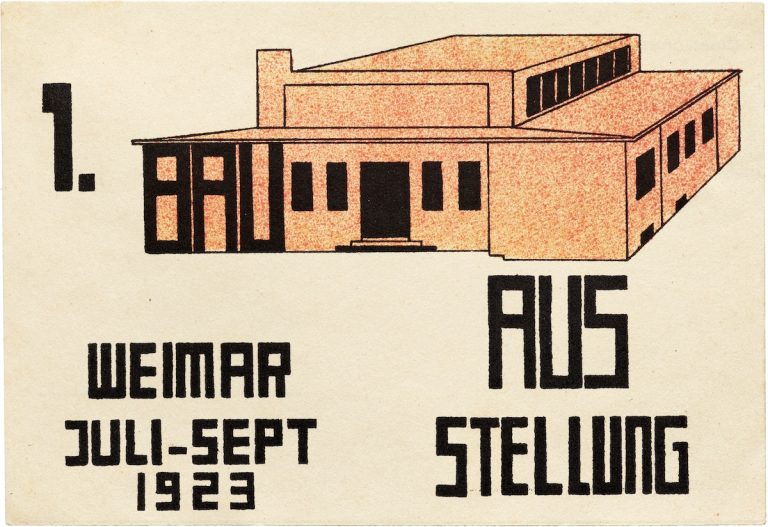 1.
BAU
AUS
STELLUNG
WEIMAR
JULI-SEPT
1923